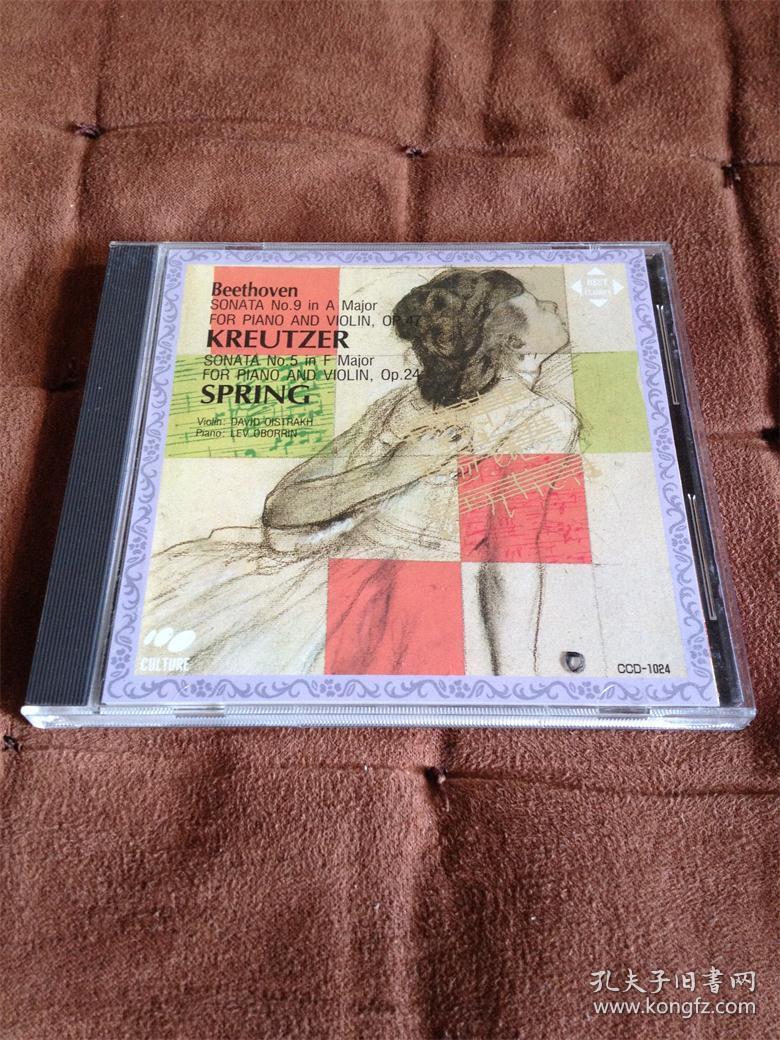 Beethoven
SONATA No.9 in A Major
FOR PIANO AND VIOLIN, OP.47
KREUTZER
SONATA No.5 in F Major
FOR PIANO AND VIOLIN, Op.24
SPRING
Violin: DAVID OISTRAKH
Piano: LEV OBORRIN
BEST
CLASSICS
CULTURE
CCD-1024
孔夫子旧书网
www.kongfz.com